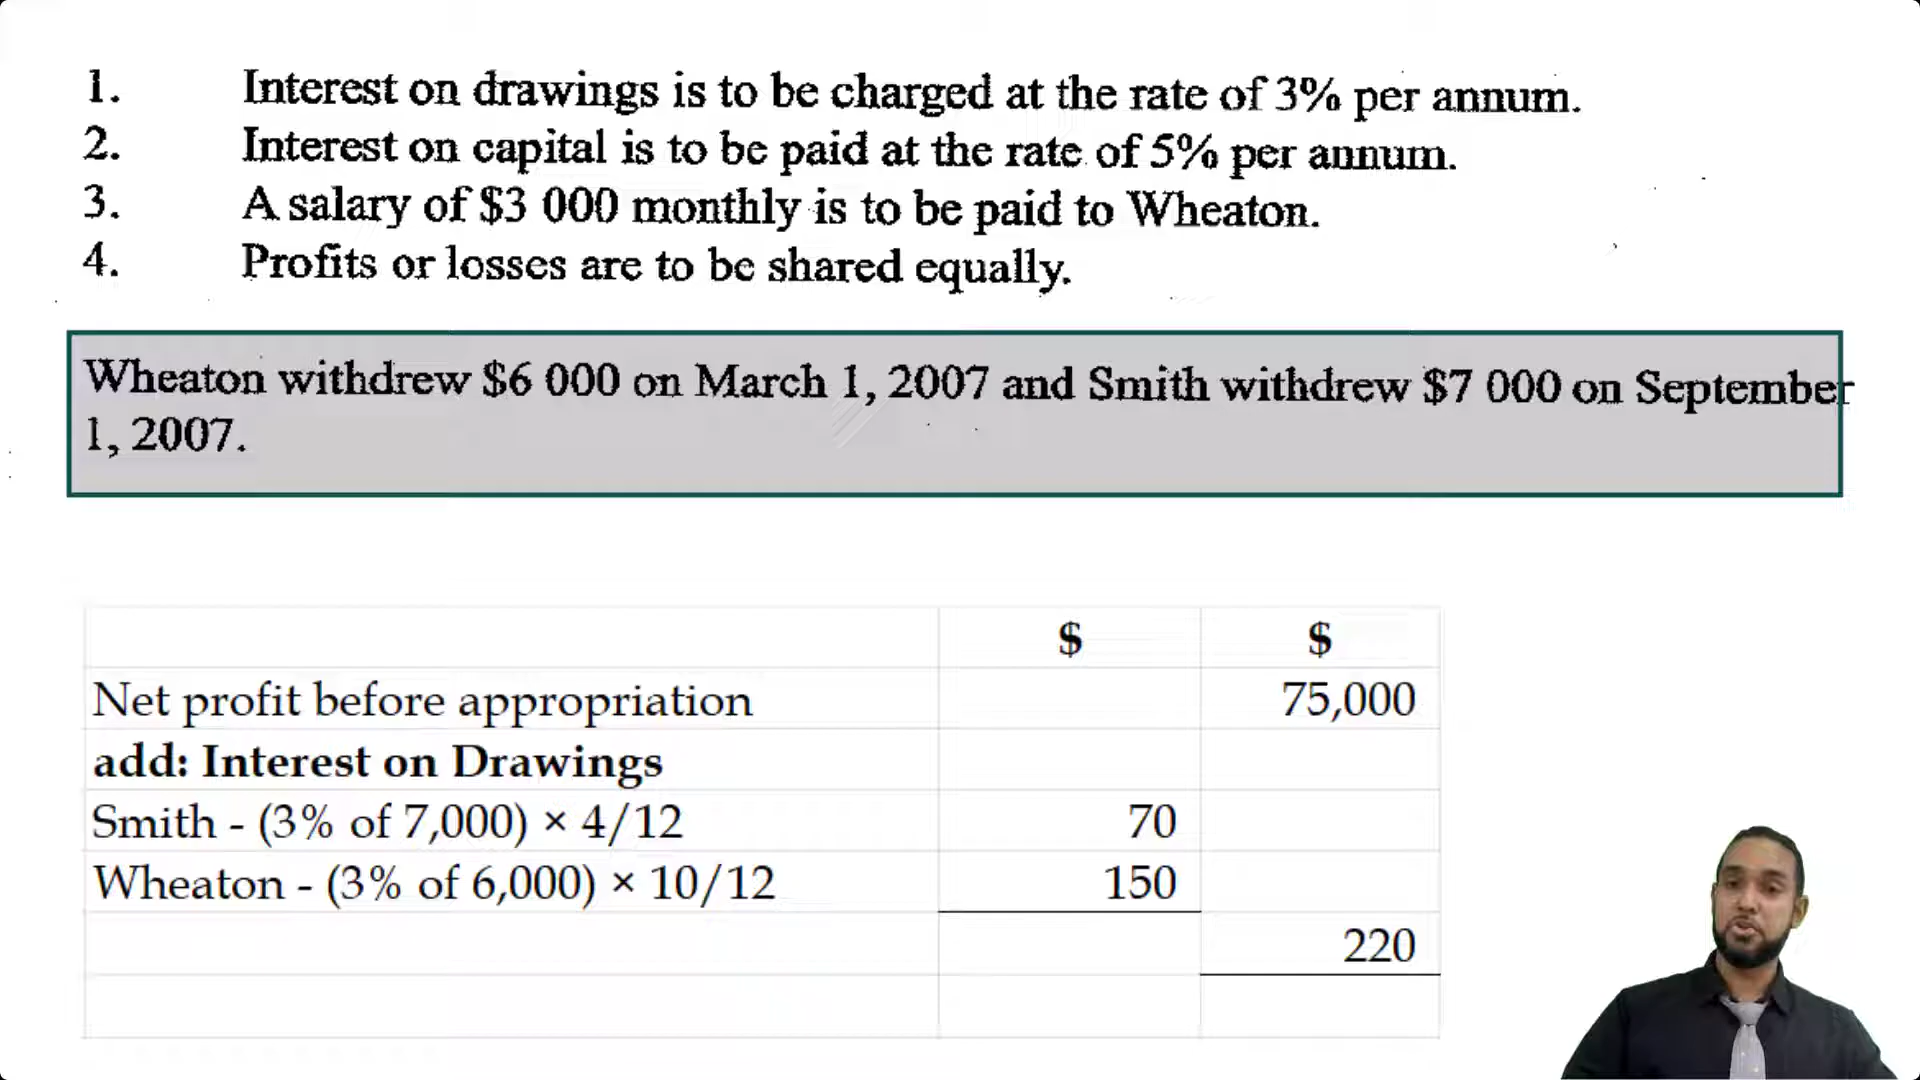 1. Interest on drawings is to be charged at the rate of 3% per annum.
2. Interest on capital is to be paid at the rate of 5% per annum.
3. A salary of $3 000 monthly is to be paid to Wheaton.
4. Profits or losses are to be shared equally.
Wheaton withdrew $6 000 on March 1, 2007 and Smith withdrew $7 000 on September
1, 2007.
$ $
Net profit before appropriation 75,000
add: Interest on Drawings
Smith - (3% of 7,000) × 4/12 70
Wheaton - (3% of 6,000) × 10/12 150
220